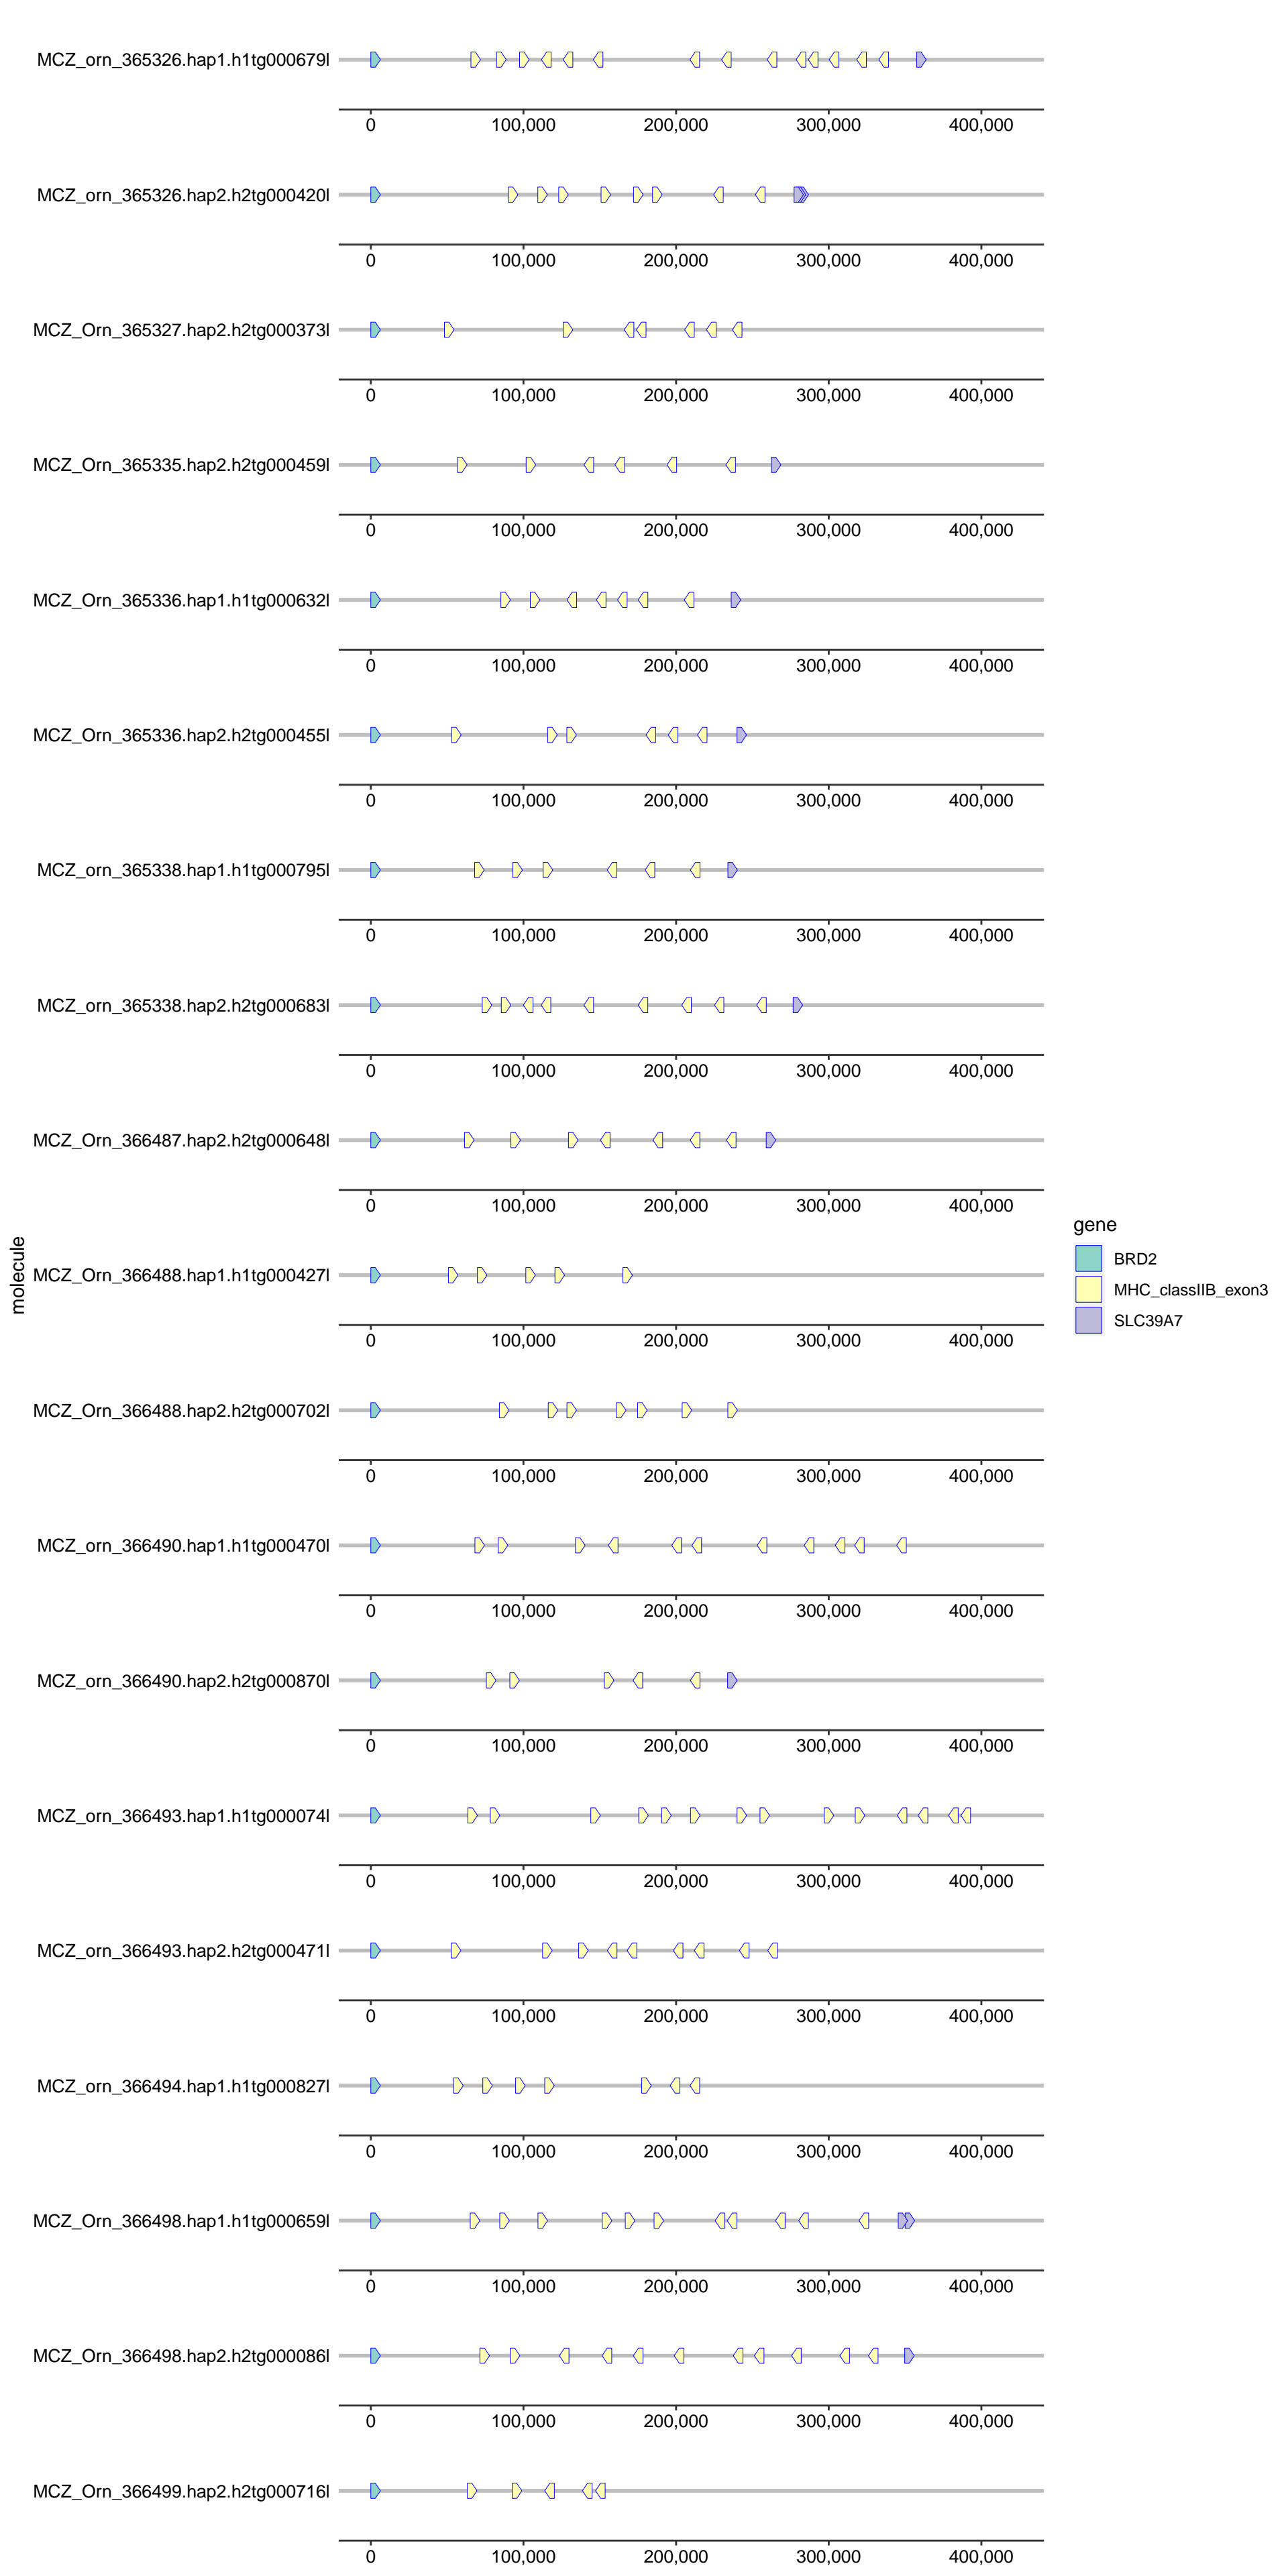 MCZ_orn_365326.hap1.h1tg000679l
0 100,000 200,000 300,000 400,000
MCZ_orn_365326.hap2.h2tg000420l
0 100,000 200,000 300,000 400,000
MCZ_Orn_365327.hap2.h2tg000373l
0 100,000 200,000 300,000 400,000
MCZ_Orn_365335.hap2.h2tg000459l
0 100,000 200,000 300,000 400,000
MCZ_Orn_365336.hap1.h1tg000632l
0 100,000 200,000 300,000 400,000
MCZ_Orn_365336.hap2.h2tg000455l
0 100,000 200,000 300,000 400,000
MCZ_orn_365338.hap1.h1tg000795l
0 100,000 200,000 300,000 400,000
MCZ_orn_365338.hap2.h2tg000683l
0 100,000 200,000 300,000 400,000
MCZ_Orn_366487.hap2.h2tg000648l
0 100,000 200,000 300,000 400,000
molecule
MCZ_Orn_366488.hap1.h1tg000427l
0 100,000 200,000 300,000 400,000
gene
BRD2
MHC_classIIB_exon3
SLC39A7
MCZ_Orn_366488.hap2.h2tg000702l
0 100,000 200,000 300,000 400,000
MCZ_orn_366490.hap1.h1tg000470l
0 100,000 200,000 300,000 400,000
MCZ_orn_366490.hap2.h2tg000870l
0 100,000 200,000 300,000 400,000
MCZ_orn_366493.hap1.h1tg000074l
0 100,000 200,000 300,000 400,000
MCZ_orn_366493.hap2.h2tg000471l
0 100,000 200,000 300,000 400,000
MCZ_orn_366494.hap1.h1tg000827l
0 100,000 200,000 300,000 400,000
MCZ_Orn_366498.hap1.h1tg000659l
0 100,000 200,000 300,000 400,000
MCZ_Orn_366498.hap2.h2tg000086l
0 100,000 200,000 300,000 400,000
MCZ_Orn_366499.hap2.h2tg000716l
0 100,000 200,000 300,000 400,000